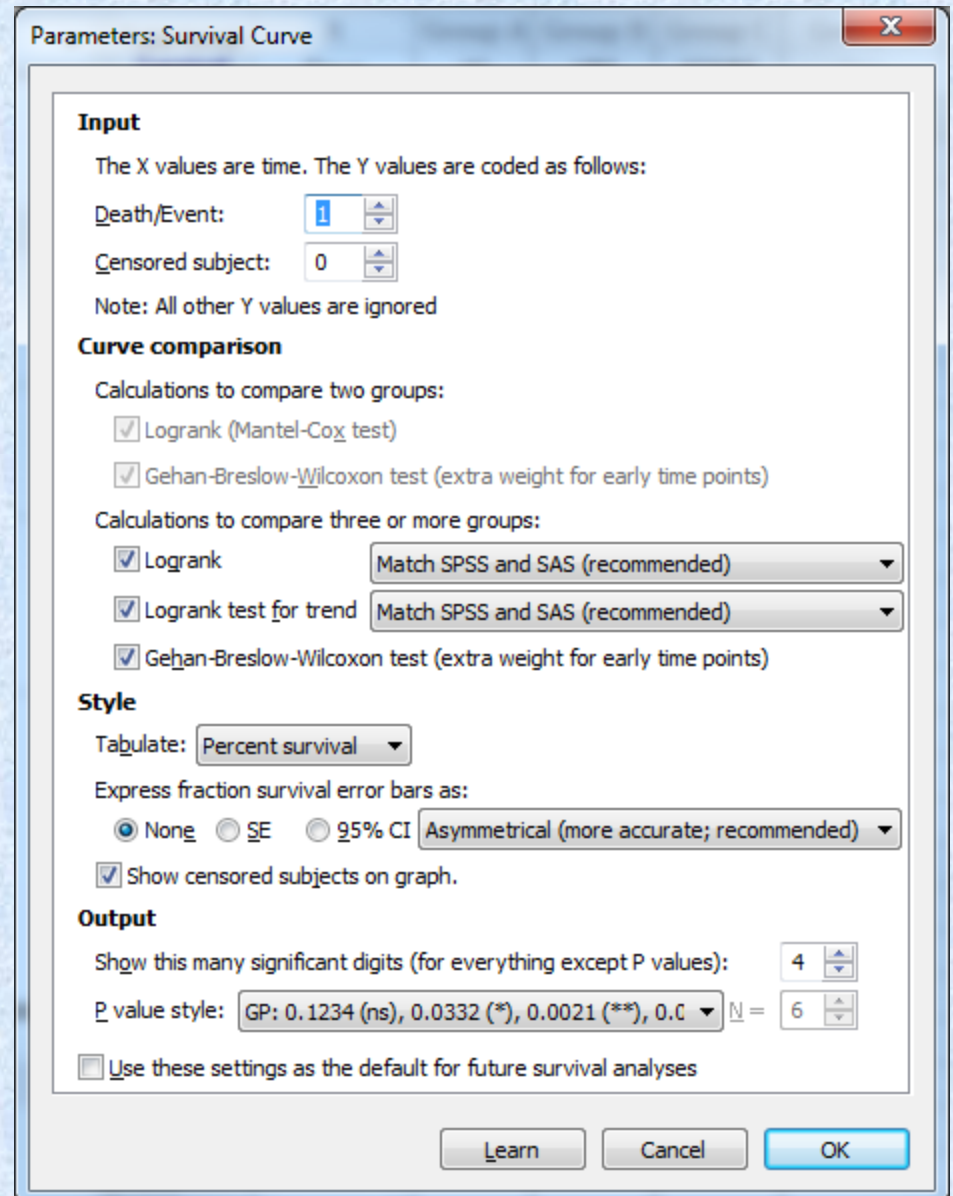 Parameters: Survival Curve
Input
The X values are time. The Y values are coded as follows:
Death/Event: 1
Censored subject: 0
Note: All other Y values are ignored
Curve comparison
Calculations to compare two groups:
Logrank (Mantel-Cox test)
Gehan-Breslow-Wilcoxon test (extra weight for early time points)
Calculations to compare three or more groups:
Logrank Match SPSS and SAS (recommended)
Logrank test for trend Match SPSS and SAS (recommended)
Gehan-Breslow-Wilcoxon test (extra weight for early time points)
Style
Tabulate: Percent survival
Express fraction survival error bars as:
None SE 95% CI Asymmetrical (more accurate; recommended)
Show censored subjects on graph.
Output
Show this many significant digits (for everything except P values): 4
P value style: GP: 0.1234 (ns), 0.0332 (*), 0.0021 (**), 0.0 N = 6
Use these settings as the default for future survival analyses
Learn Cancel OK